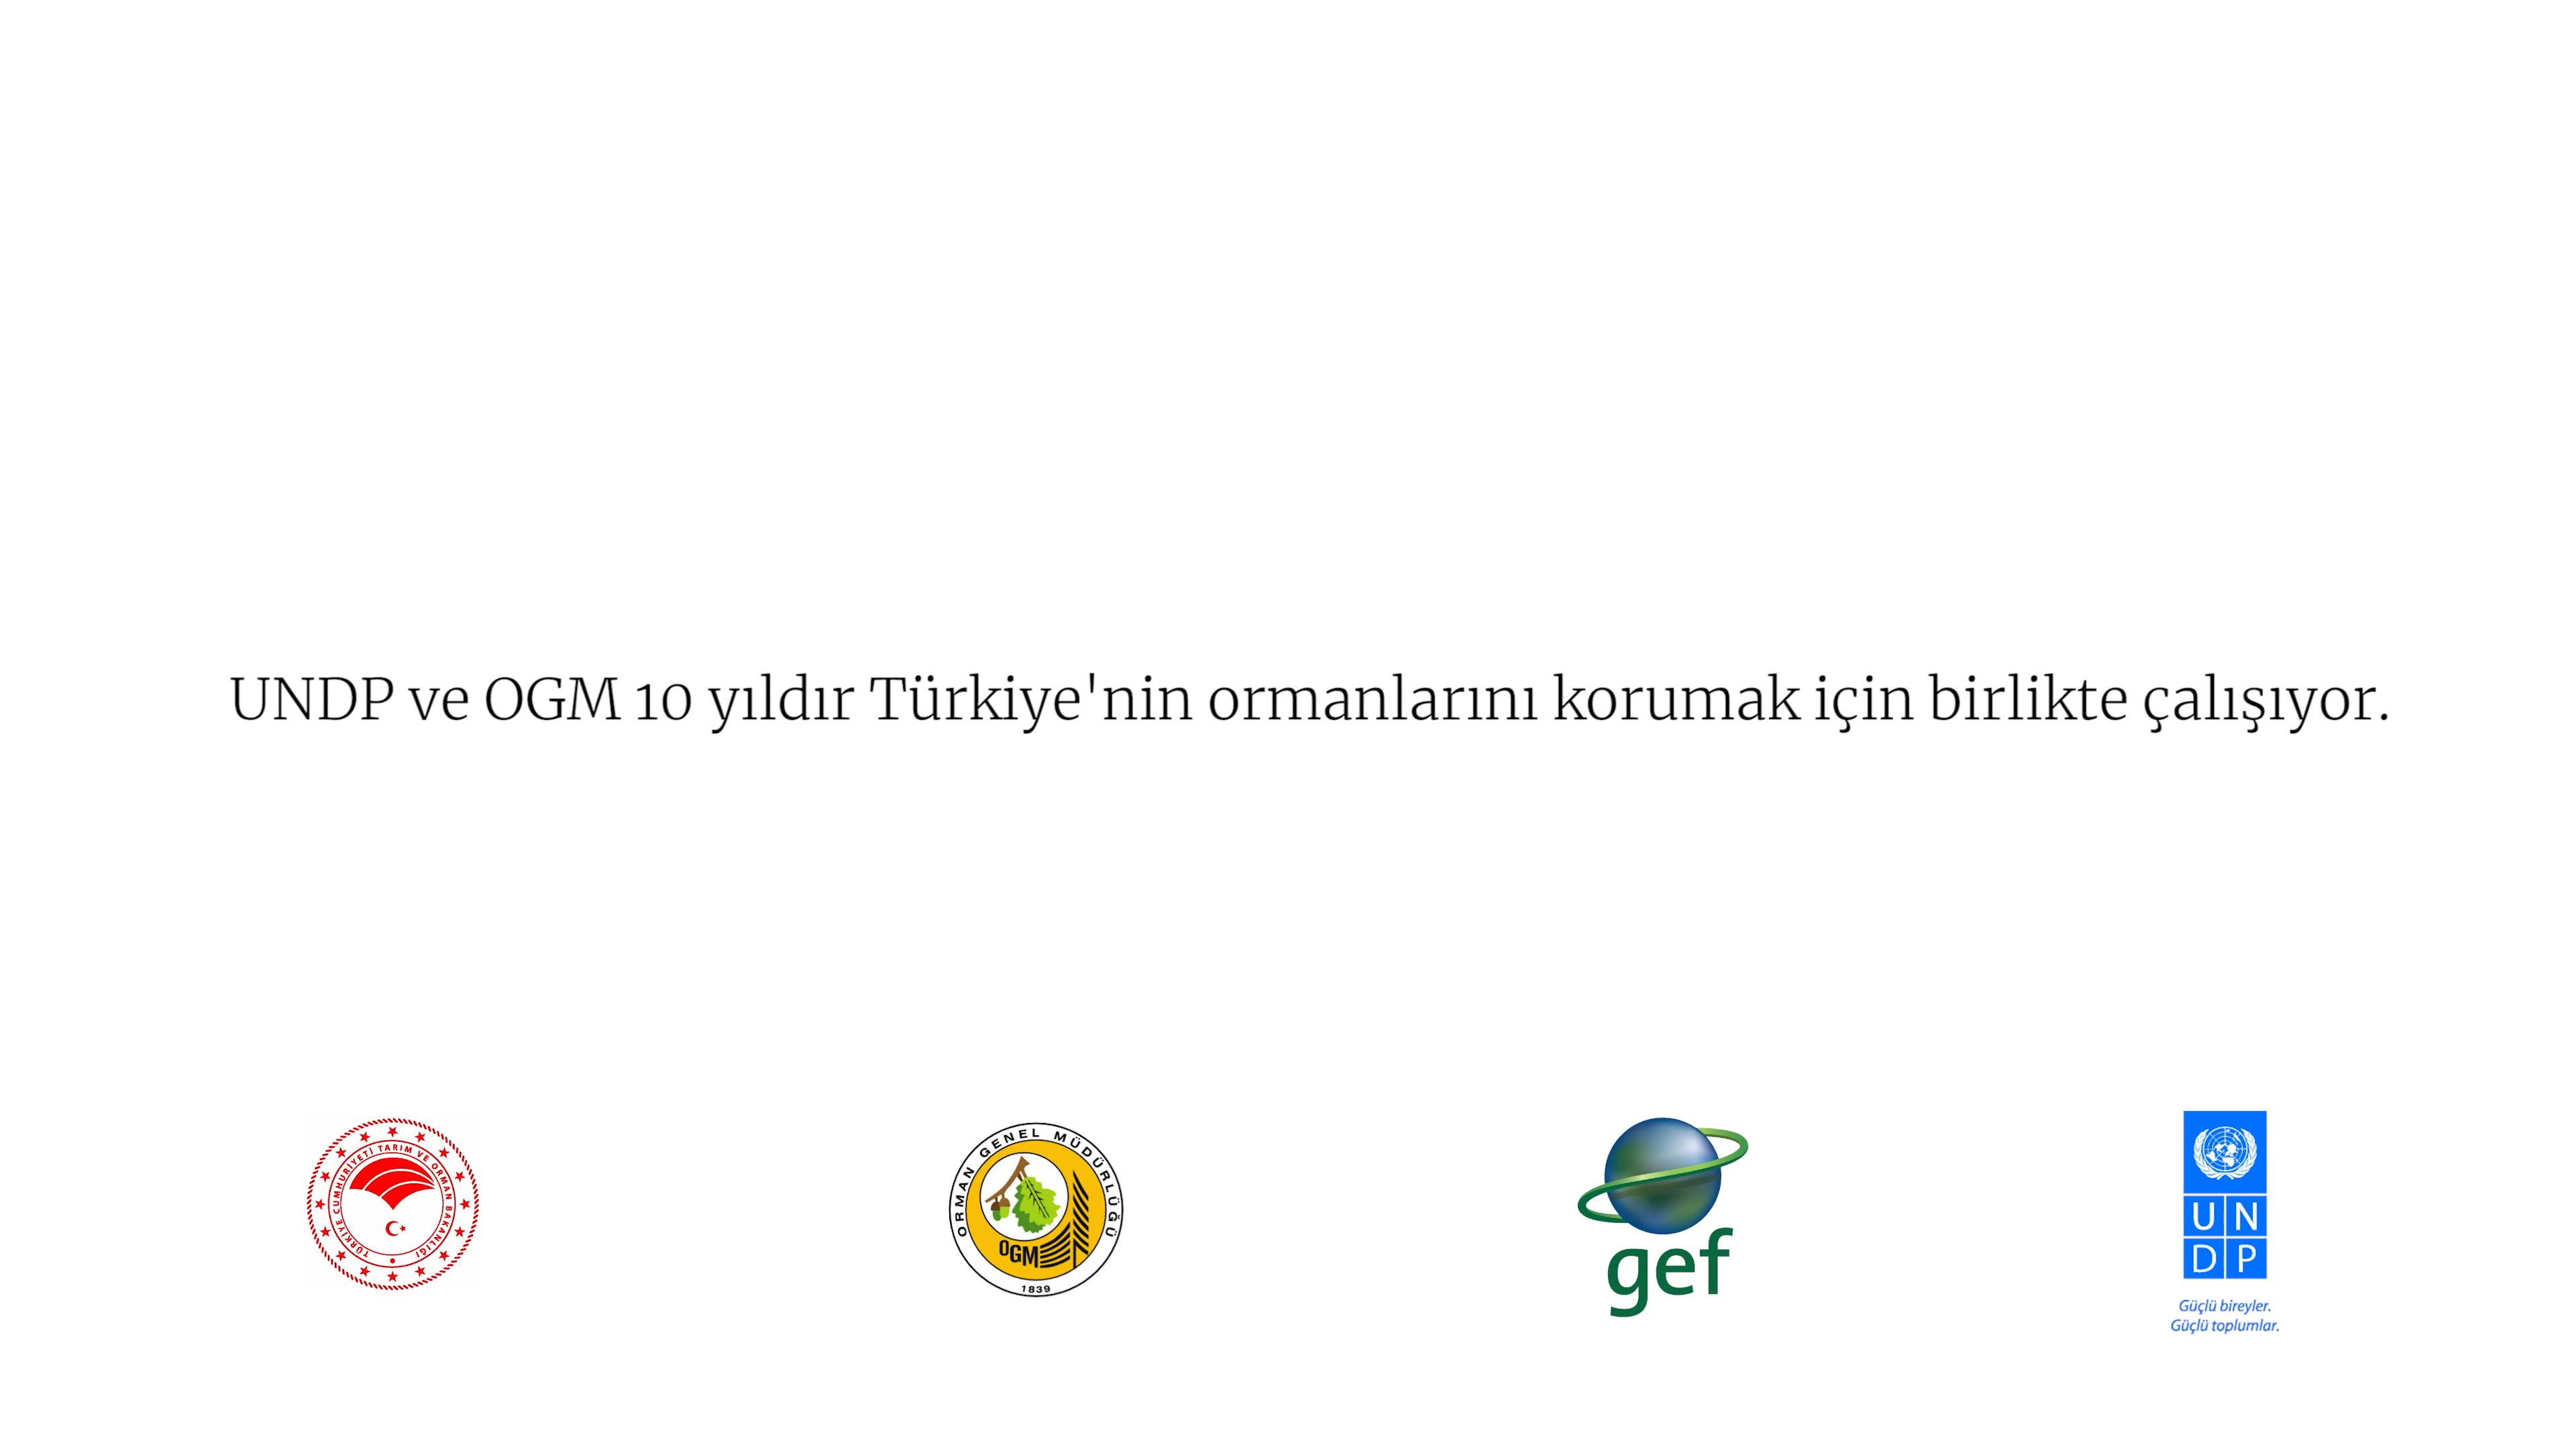 UNDP ve OGM 10 yıldır Türkiye'nin ormanlarını korumak için birlikte çalışıyor.
TÜRKİYE CUMHURİYETİ TARIM VE ORMAN BAKANLIĞI
ORMAN GENEL MÜDÜRLÜĞÜ
OGM
1839
gef
U N
D P
Güçlü bireyler.
Güçlü toplumlar.